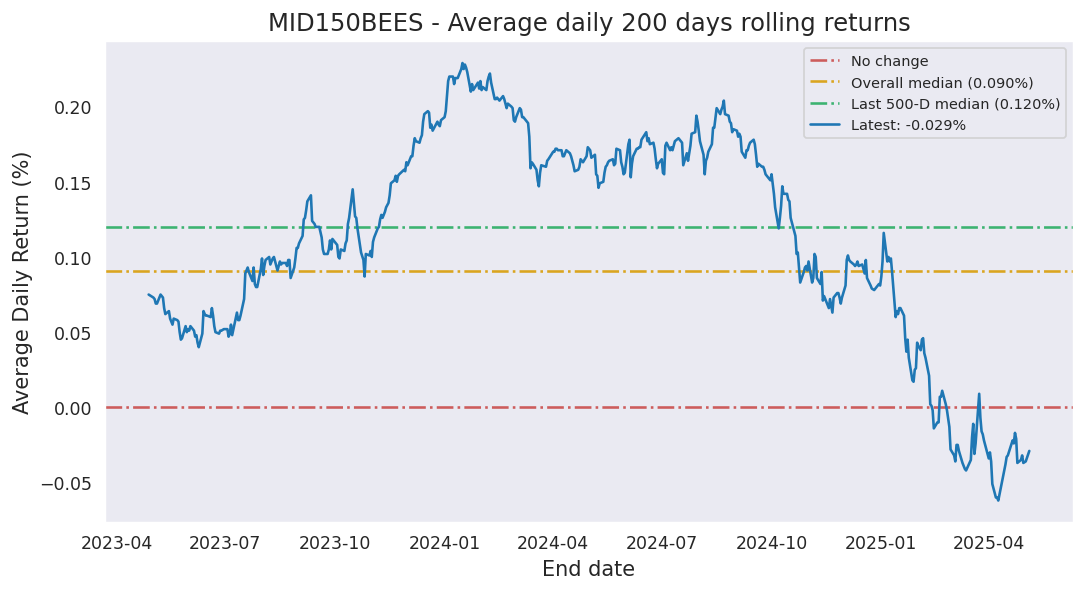 MID150BEES - Average daily 200 days rolling returns
No change
Overall median (0.090%)
Last 500-D median (0.120%)
Latest: -0.029%
Average Daily Return (%)
0.20
0.15
0.10
0.05
0.00
−0.05
2023-04 2023-07 2023-10 2024-01 2024-04 2024-07 2024-10 2025-01 2025-04
End date